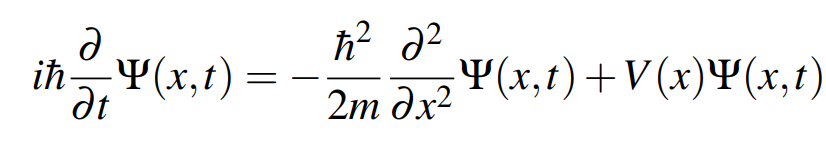 iħ ∂/∂t Ψ(x,t) = − ħ²/2m ∂²/∂x² Ψ(x,t) + V(x)Ψ(x,t)